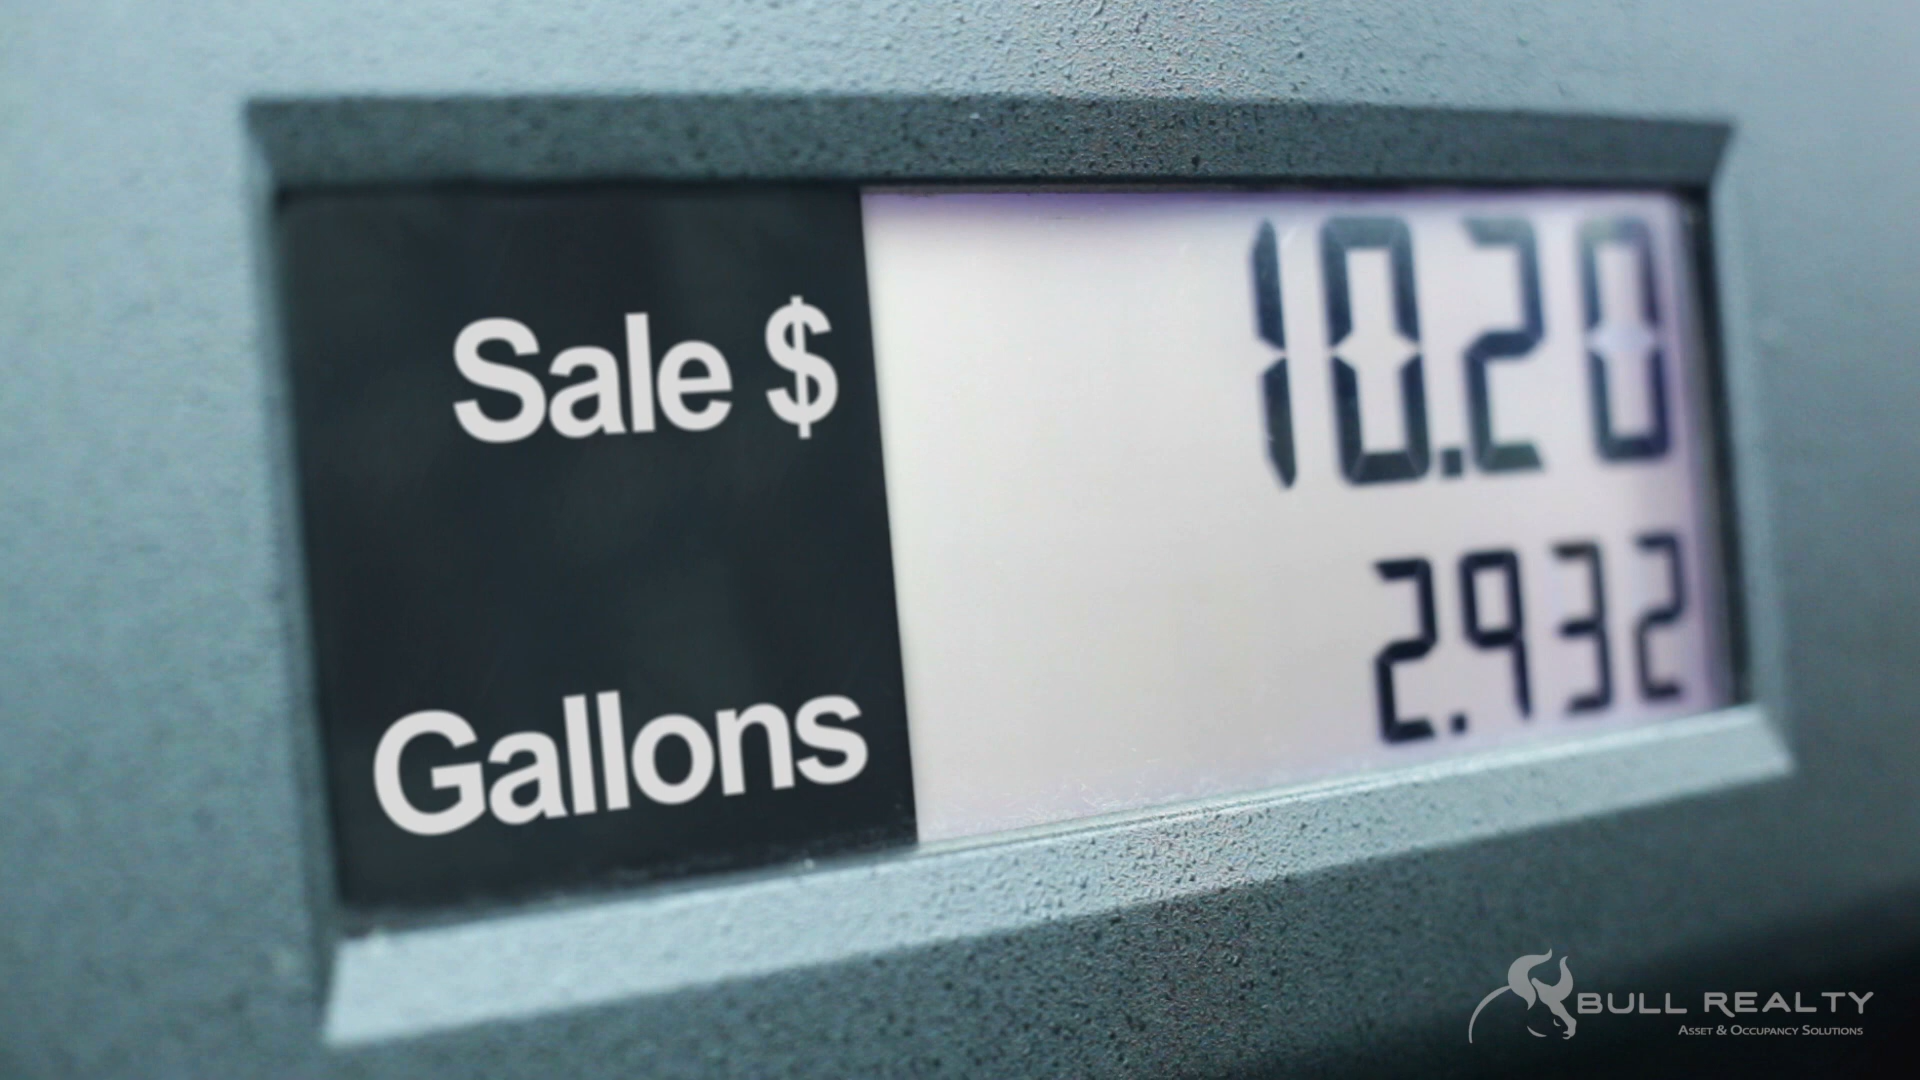 Sale $ 10.20
Gallons 2.932
BULL REALTY
ASSET & OCCUPANCY SOLUTIONS